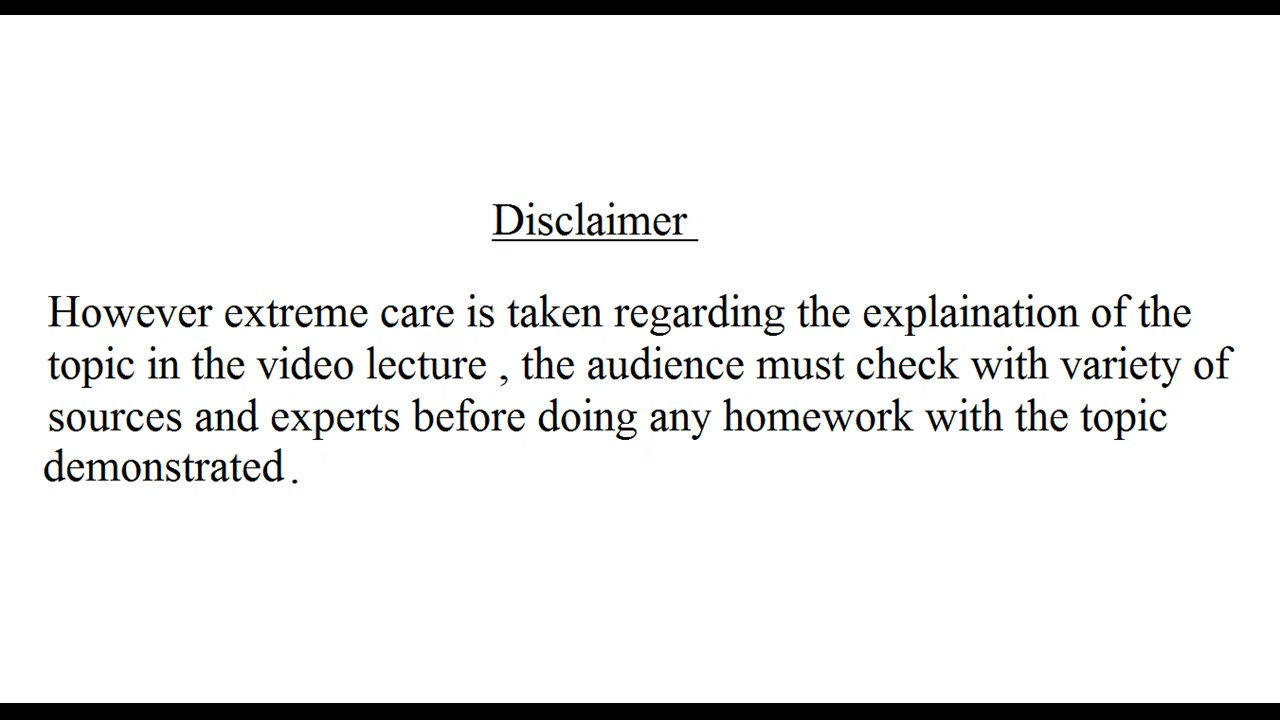 Disclaimer
However extreme care is taken regarding the explaination of the
topic in the video lecture , the audience must check with variety of
sources and experts before doing any homework with the topic
demonstrated .